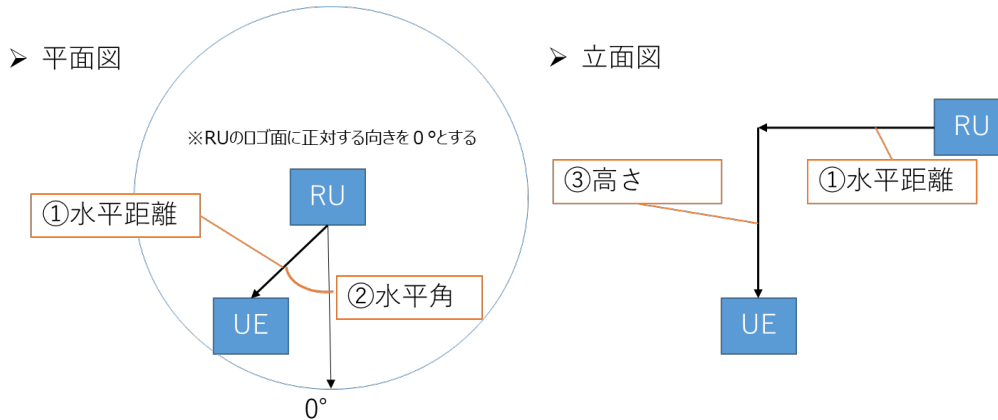 ➢ 平面図
※RUのロゴ面に正対する向きを0°とする
RU
①水平距離
②水平角
UE
0°
➢ 立面図
RU
③高さ
①水平距離
UE